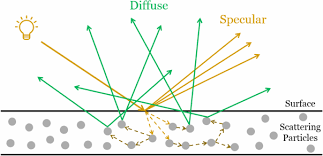 Diffuse
Specular
Surface
Scattering
Particles